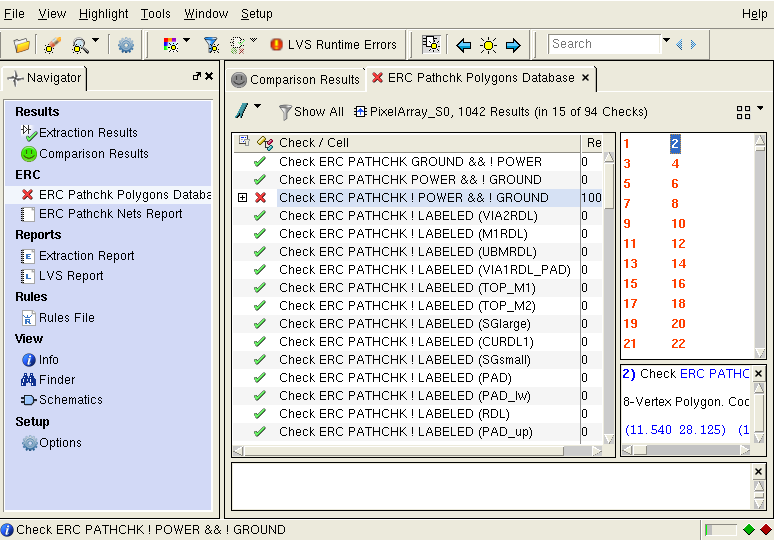 File View Highlight Tools Window Setup Help
LVS Runtime Errors Search
Navigator
Comparison Results ERC Pathchk Polygons Database
Show All PixelArray_S0, 1042 Results (in 15 of 94 Checks)
Results
Extraction Results
Comparison Results
ERC
ERC Pathchk Polygons Databa
ERC Pathchk Nets Report
Reports
Extraction Report
LVS Report
Rules
Rules File
View
Info
Finder
Schematics
Setup
Options
Check / Cell Re
Check ERC PATHCHK GROUND && ! POWER 0
Check ERC PATHCHK POWER && ! GROUND 0
Check ERC PATHCHK ! POWER && ! GROUND 100
Check ERC PATHCHK ! LABELED (VIA2RDL) 0
Check ERC PATHCHK ! LABELED (M1RDL) 0
Check ERC PATHCHK ! LABELED (UBMRDL) 0
Check ERC PATHCHK ! LABELED (VIA1RDL_PAD) 0
Check ERC PATHCHK ! LABELED (TOP_M1) 0
Check ERC PATHCHK ! LABELED (TOP_M2) 0
Check ERC PATHCHK ! LABELED (SGlarge) 0
Check ERC PATHCHK ! LABELED (CURDL1) 0
Check ERC PATHCHK ! LABELED (SGsmall) 0
Check ERC PATHCHK ! LABELED (PAD) 0
Check ERC PATHCHK ! LABELED (PAD_lw) 0
Check ERC PATHCHK ! LABELED (RDL) 0
Check ERC PATHCHK ! LABELED (PAD_up) 0
1 2
3 4
5 6
7 8
9 10
11 12
13 14
15 16
17 18
19 20
21 22
2) Check ERC PATHC
8-Vertex Polygon. Coo
(11.540 28.125) (1
Check ERC PATHCHK ! POWER && ! GROUND